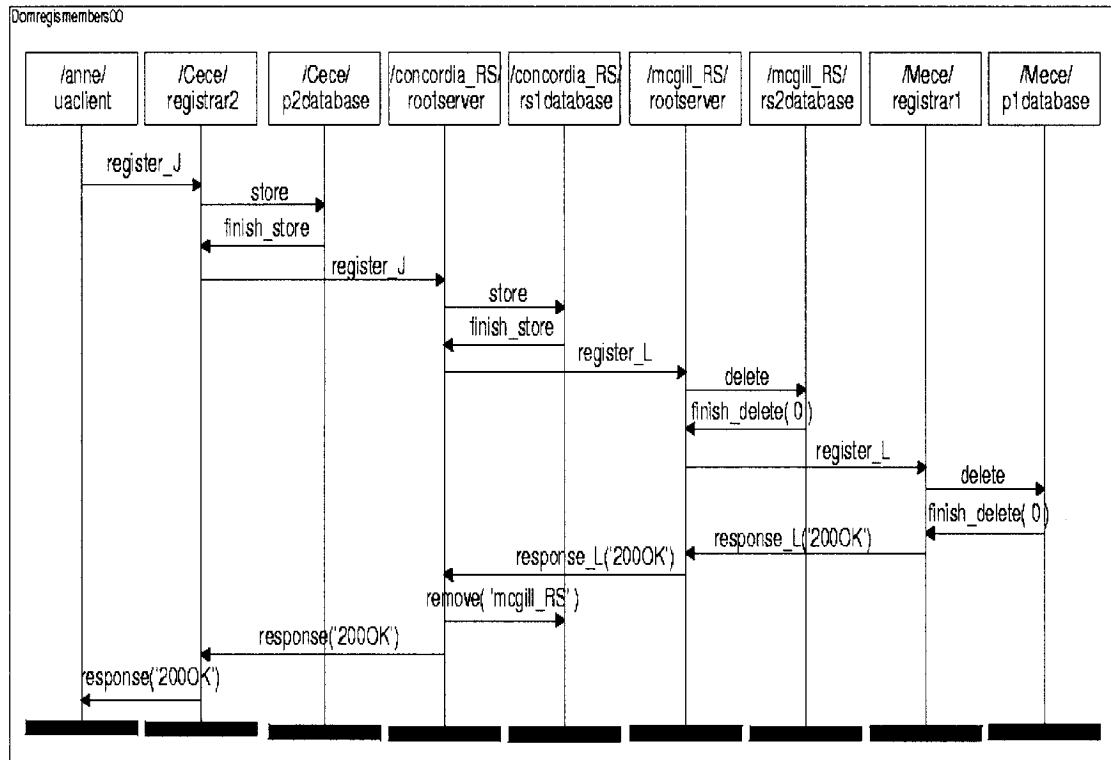 Domregismembers00
/anne/
uaclient
/Cece/
registrar2
/Cece/
p2database
/concordia_RS/
rootserver
/concordia_RS/
rs1database
/mcgill_RS/
rootserver
/mcgill_RS/
rs2database
/Mece/
registrar1
/Mece/
p1database
register_J
store
finish_store
register_J
store
finish_store
register_L
delete
finish_delete( 0 )
register_L
delete
finish_delete( 0 )
response_L('200OK')
response_L('200OK')
remove( 'mcgill_RS' )
response('200OK')
response('200OK')